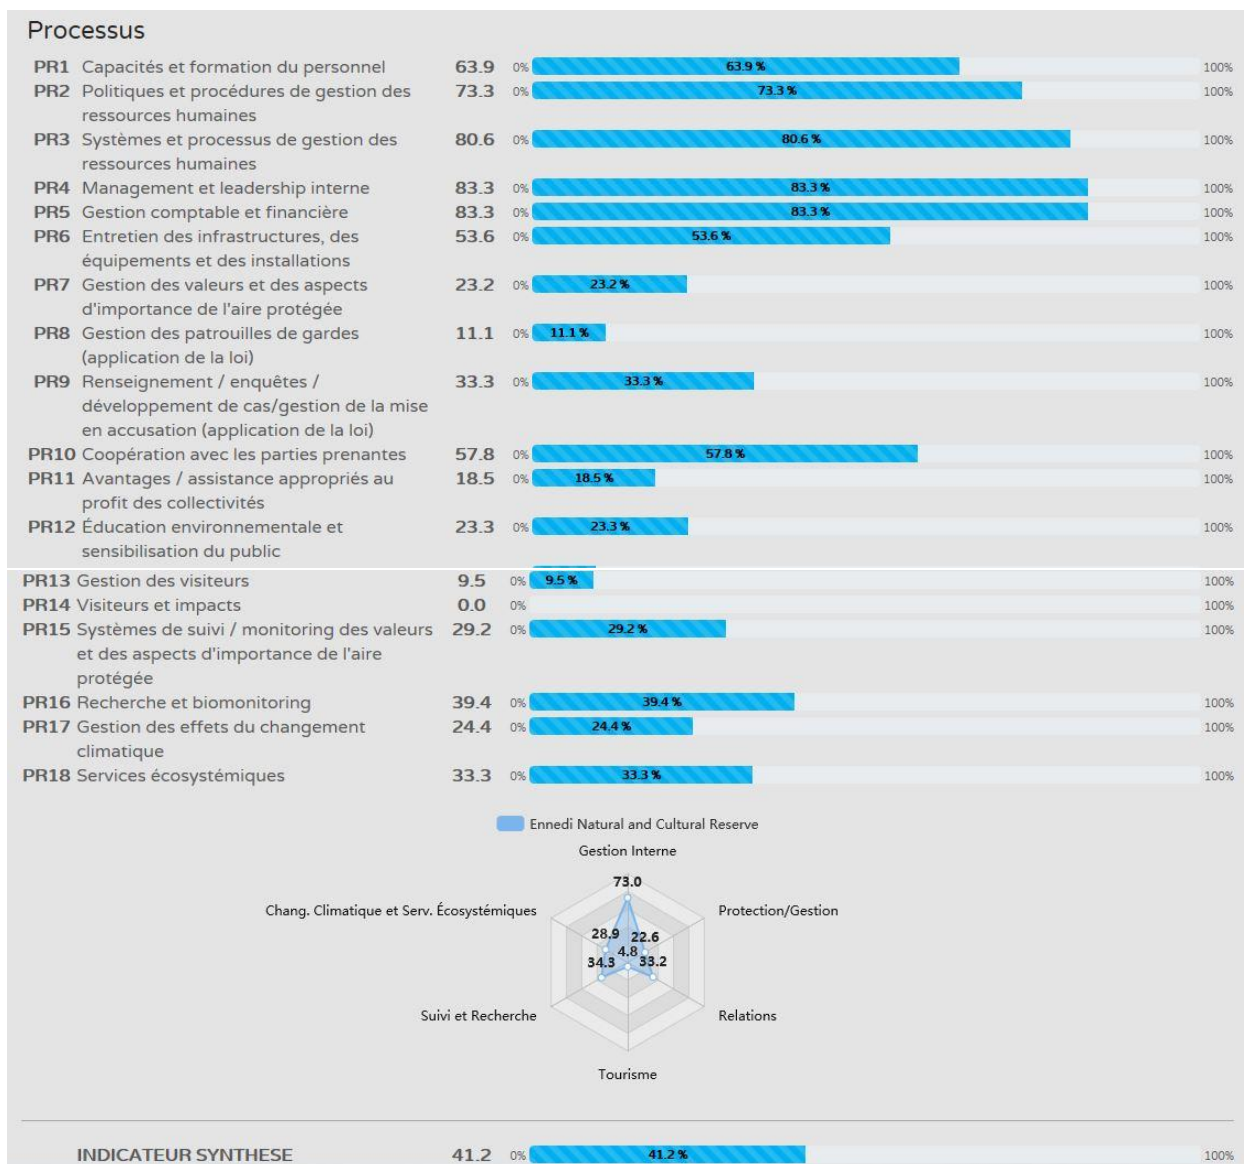 Processus
PR1 Capacités et formation du personnel 63.9 0% 63.9 % 100%
PR2 Politiques et procédures de gestion des 73.3 0% 73.3 % 100%
ressources humaines
PR3 Systèmes et processus de gestion des 80.6 0% 80.6 % 100%
ressources humaines
PR4 Management et leadership interne 83.3 0% 83.3 % 100%
PR5 Gestion comptable et financière 83.3 0% 83.3 % 100%
PR6 Entretien des infrastructures, des 53.6 0% 53.6 % 100%
équipements et des installations
PR7 Gestion des valeurs et des aspects 23.2 0% 23.2 % 100%
d'importance de l'aire protégée
PR8 Gestion des patrouilles de gardes 11.1 0% 11.1 % 100%
(application de la loi)
PR9 Renseignement / enquêtes / 33.3 0% 33.3 % 100%
développement de cas/gestion de la mise
en accusation (application de la loi)
PR10 Coopération avec les parties prenantes 57.8 0% 57.8 % 100%
PR11 Avantages / assistance appropriés au 18.5 0% 18.5 % 100%
profit des collectivités
PR12 Éducation environnementale et 23.3 0% 23.3 % 100%
sensibilisation du public
PR13 Gestion des visiteurs 9.5 0% 9.5 % 100%
PR14 Visiteurs et impacts 0.0 0% 100%
PR15 Systèmes de suivi / monitoring des valeurs 29.2 0% 29.2 % 100%
et des aspects d'importance de l'aire
protégée
PR16 Recherche et biomonitoring 39.4 0% 39.4 % 100%
PR17 Gestion des effets du changement 24.4 0% 24.4 % 100%
climatique
PR18 Services écosystémiques 33.3 0% 33.3 % 100%
Ennedi Natural and Cultural Reserve
Gestion Interne
73.0
Chang. Climatique et Serv. Écosystémiques Protection/Gestion
28.9 22.6
4.8
34.3 33.2
Suivi et Recherche Relations
Tourisme
INDICATEUR SYNTHESE 41.2 0% 41.2 % 100%